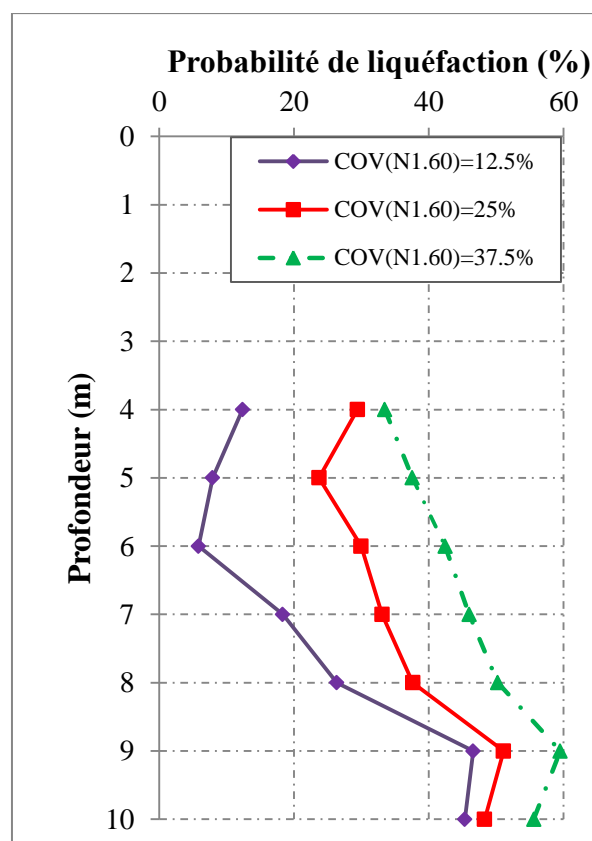 Probabilité de liquéfaction (%)
0 20 40 60
0
1
2
3
4
5
6
7
8
9
10
Profondeur (m)
COV(N1.60)=12.5%
COV(N1.60)=25%
COV(N1.60)=37.5%